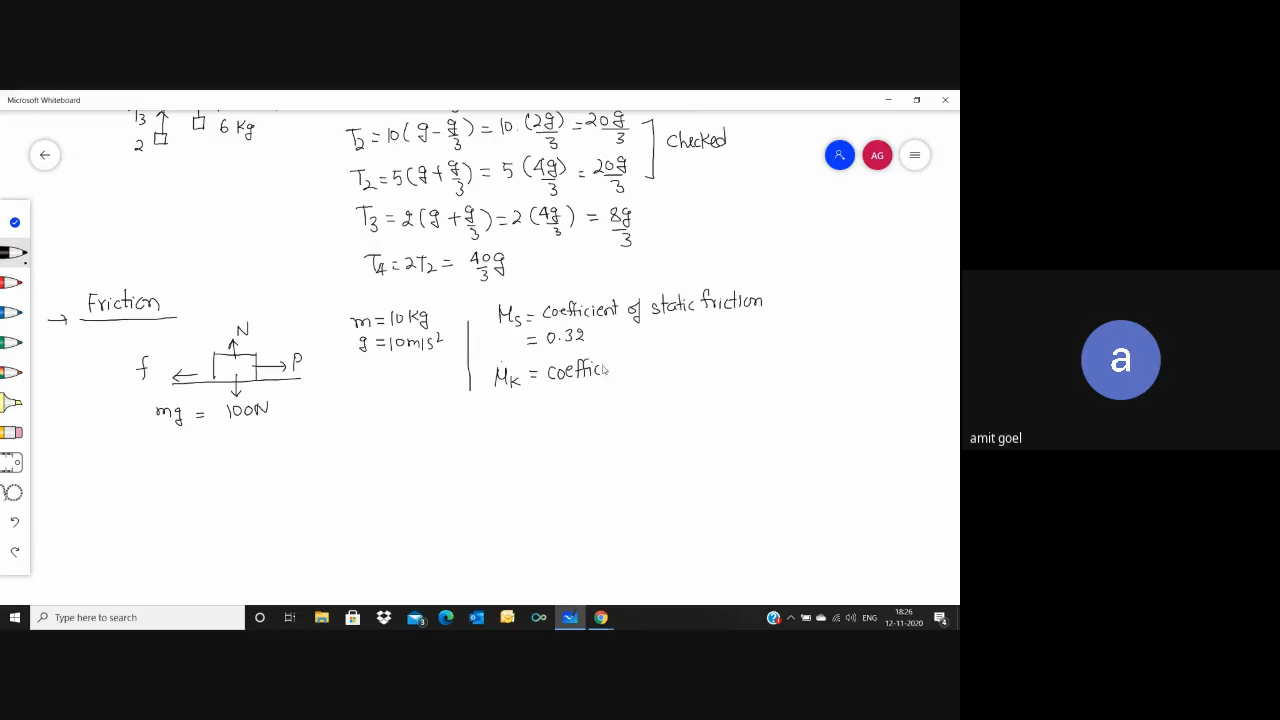 Microsoft Whiteboard
T3
2
6 Kg
T2 = 10(g - g/3) = 10.(2g/3) = 20g/3
T2 = 5(g + g/3) = 5(4g/3) = 20g/3
checked
T3 = 2(g + g/3) = 2(4g/3) = 8g/3
T4 = 2T2 = 40/3 g
AG
→ Friction
N
f
P
mg = 100N
m = 10 Kg
g = 10 m/s²
μs = coefficient of static friction
= 0.32
μK = coeffic
a
amit goel
Type here to search
3
ENG
18:26
12-11-2020
4